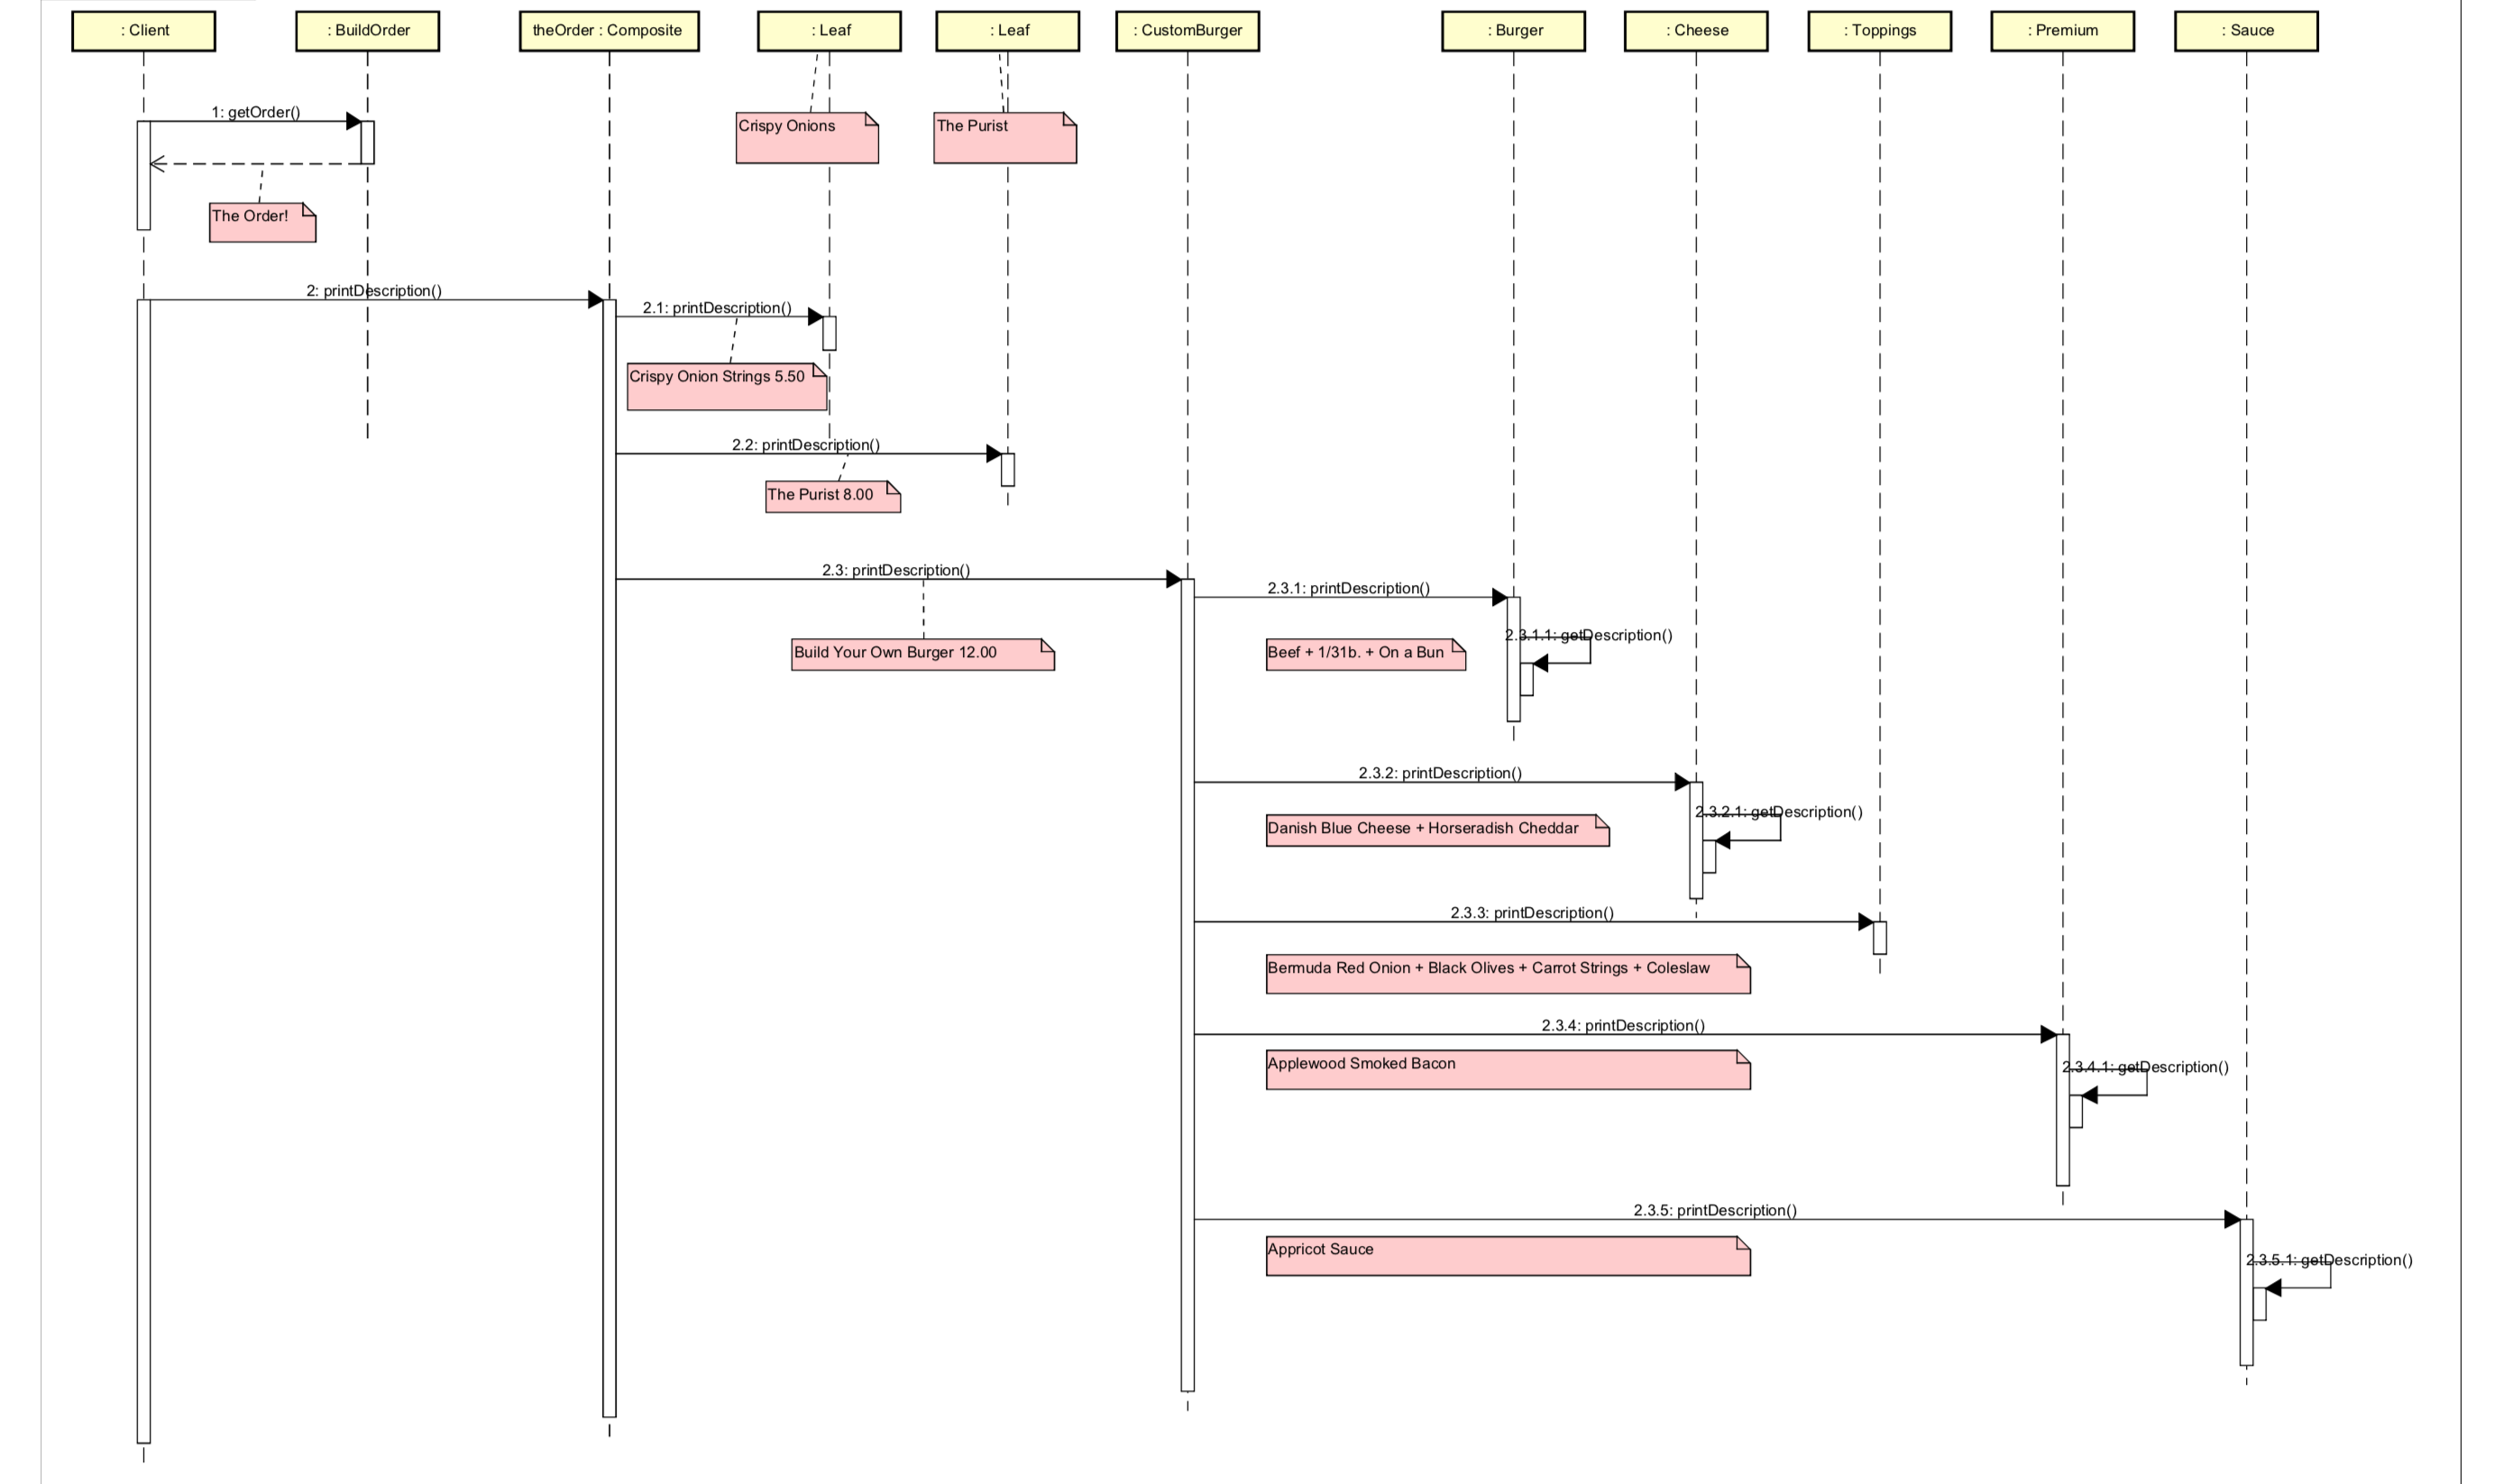 : Client
: BuildOrder
theOrder : Composite
: Leaf
: Leaf
: CustomBurger
: Burger
: Cheese
: Toppings
: Premium
: Sauce
1: getOrder()
Crispy Onions
The Purist
The Order!
2: printDescription()
2.1: printDescription()
Crispy Onion Strings 5.50
2.2: printDescription()
The Purist 8.00
2.3: printDescription()
2.3.1: printDescription()
2.3.1.1: getDescription()
Build Your Own Burger 12.00
Beef + 1/31b. + On a Bun
2.3.2: printDescription()
2.3.2.1: getDescription()
Danish Blue Cheese + Horseradish Cheddar
2.3.3: printDescription()
Bermuda Red Onion + Black Olives + Carrot Strings + Coleslaw
2.3.4: printDescription()
Applewood Smoked Bacon
2.3.4.1: getDescription()
2.3.5: printDescription()
Appricot Sauce
2.3.5.1: getDescription()